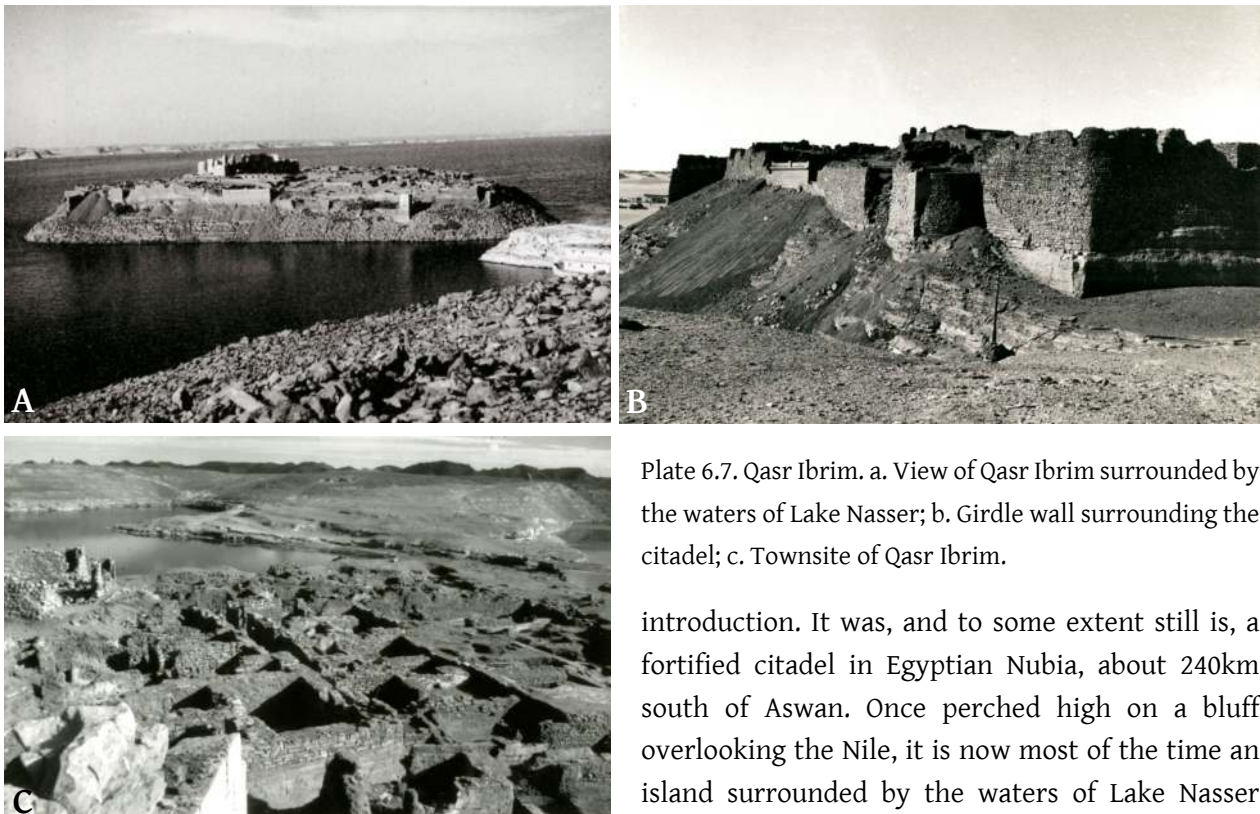 A
B
C
Plate 6.7. Qasr Ibrim. a. View of Qasr Ibrim surrounded by
the waters of Lake Nasser; b. Girdle wall surrounding the
citadel; c. Townsite of Qasr Ibrim.
introduction. It was, and to some extent still is, a
fortified citadel in Egyptian Nubia, about 240km
south of Aswan. Once perched high on a bluff
overlooking the Nile, it is now most of the time an
island surrounded by the waters of Lake Nasser